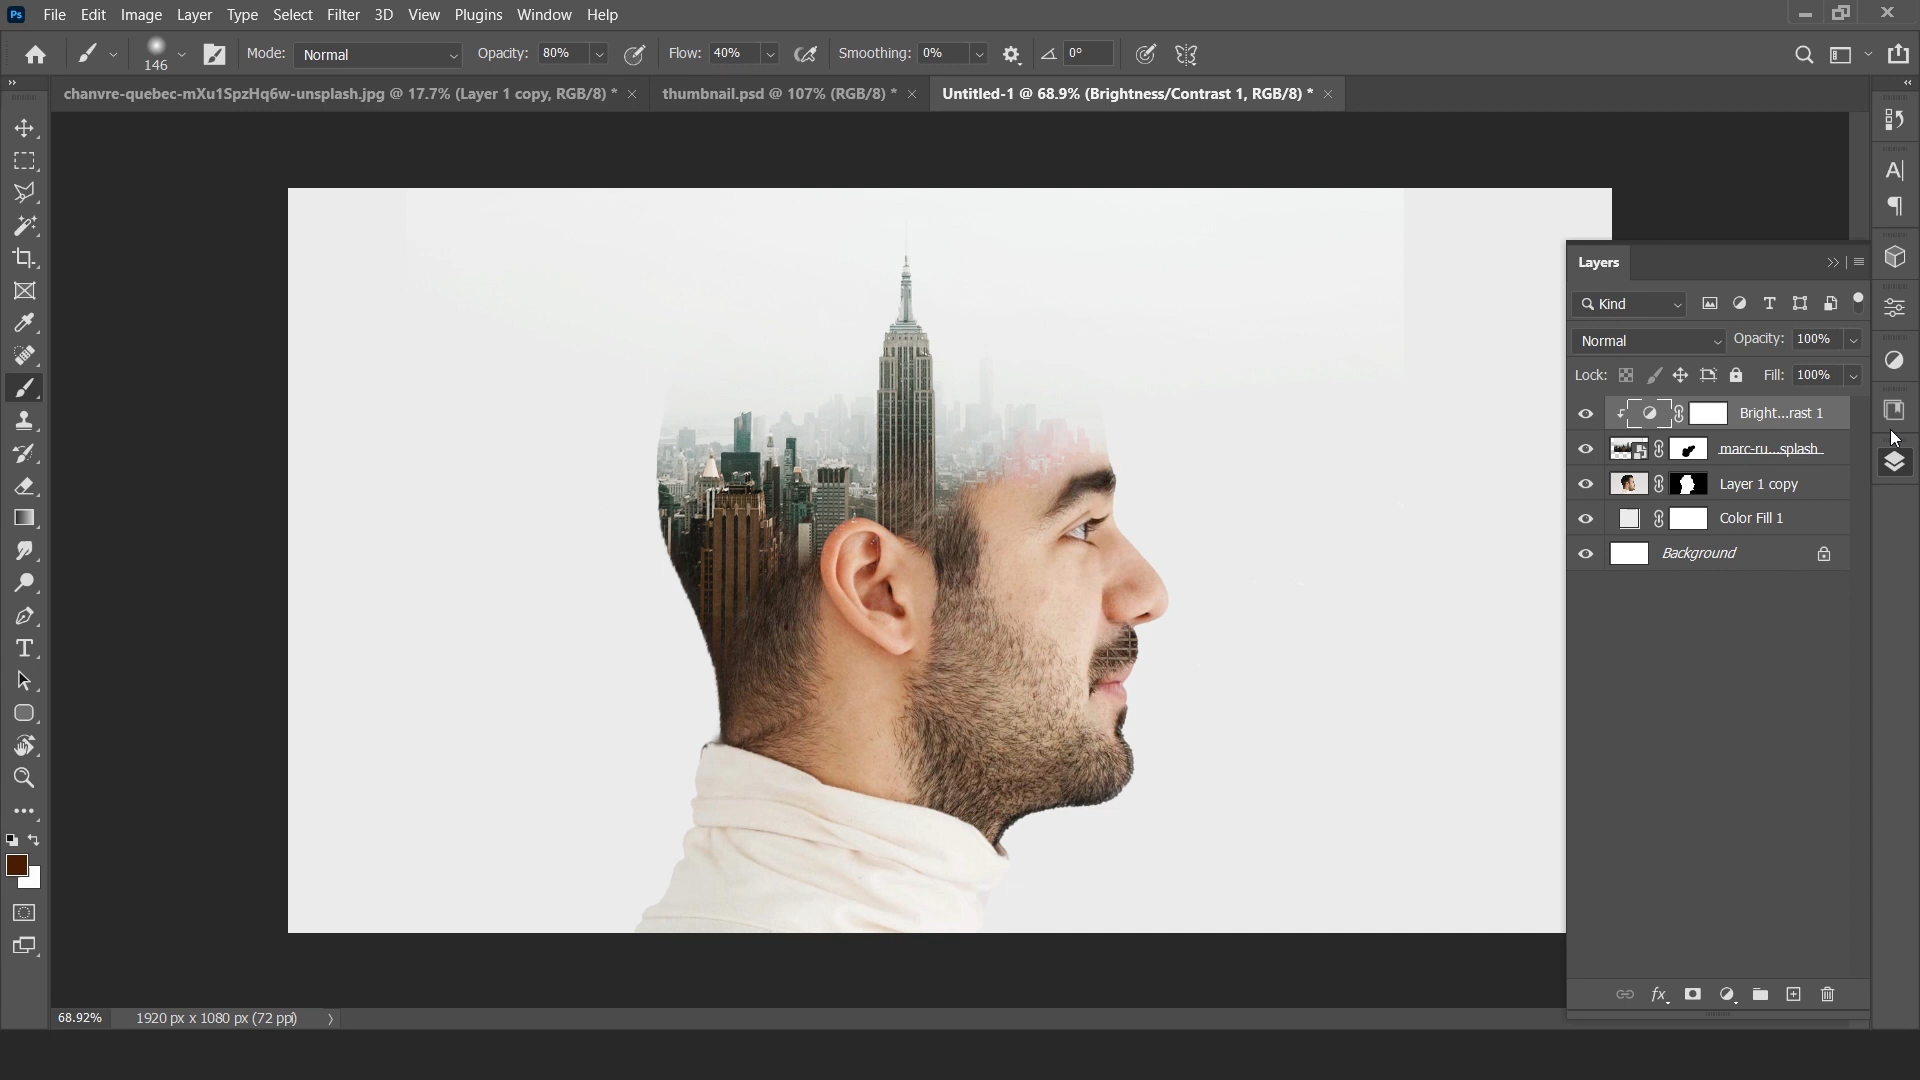 Ps File Edit Image Layer Type Select Filter 3D View Plugins Window Help
146 Mode: Normal Opacity: 80% Flow: 40% Smoothing: 0% 0°
chanvre-quebec-mXu1SpzHq6w-unsplash.jpg @ 17.7% (Layer 1 copy, RGB/8) * thumbnail.psd @ 107% (RGB/8) * Untitled-1 @ 68.9% (Brightness/Contrast 1, RGB/8) *
Layers
Kind
Normal Opacity: 100%
Lock: Fill: 100%
Bright...rast 1
marc-ru...splash
Layer 1 copy
Color Fill 1
Background
fx
68.92% 1920 px x 1080 px (72 ppi)